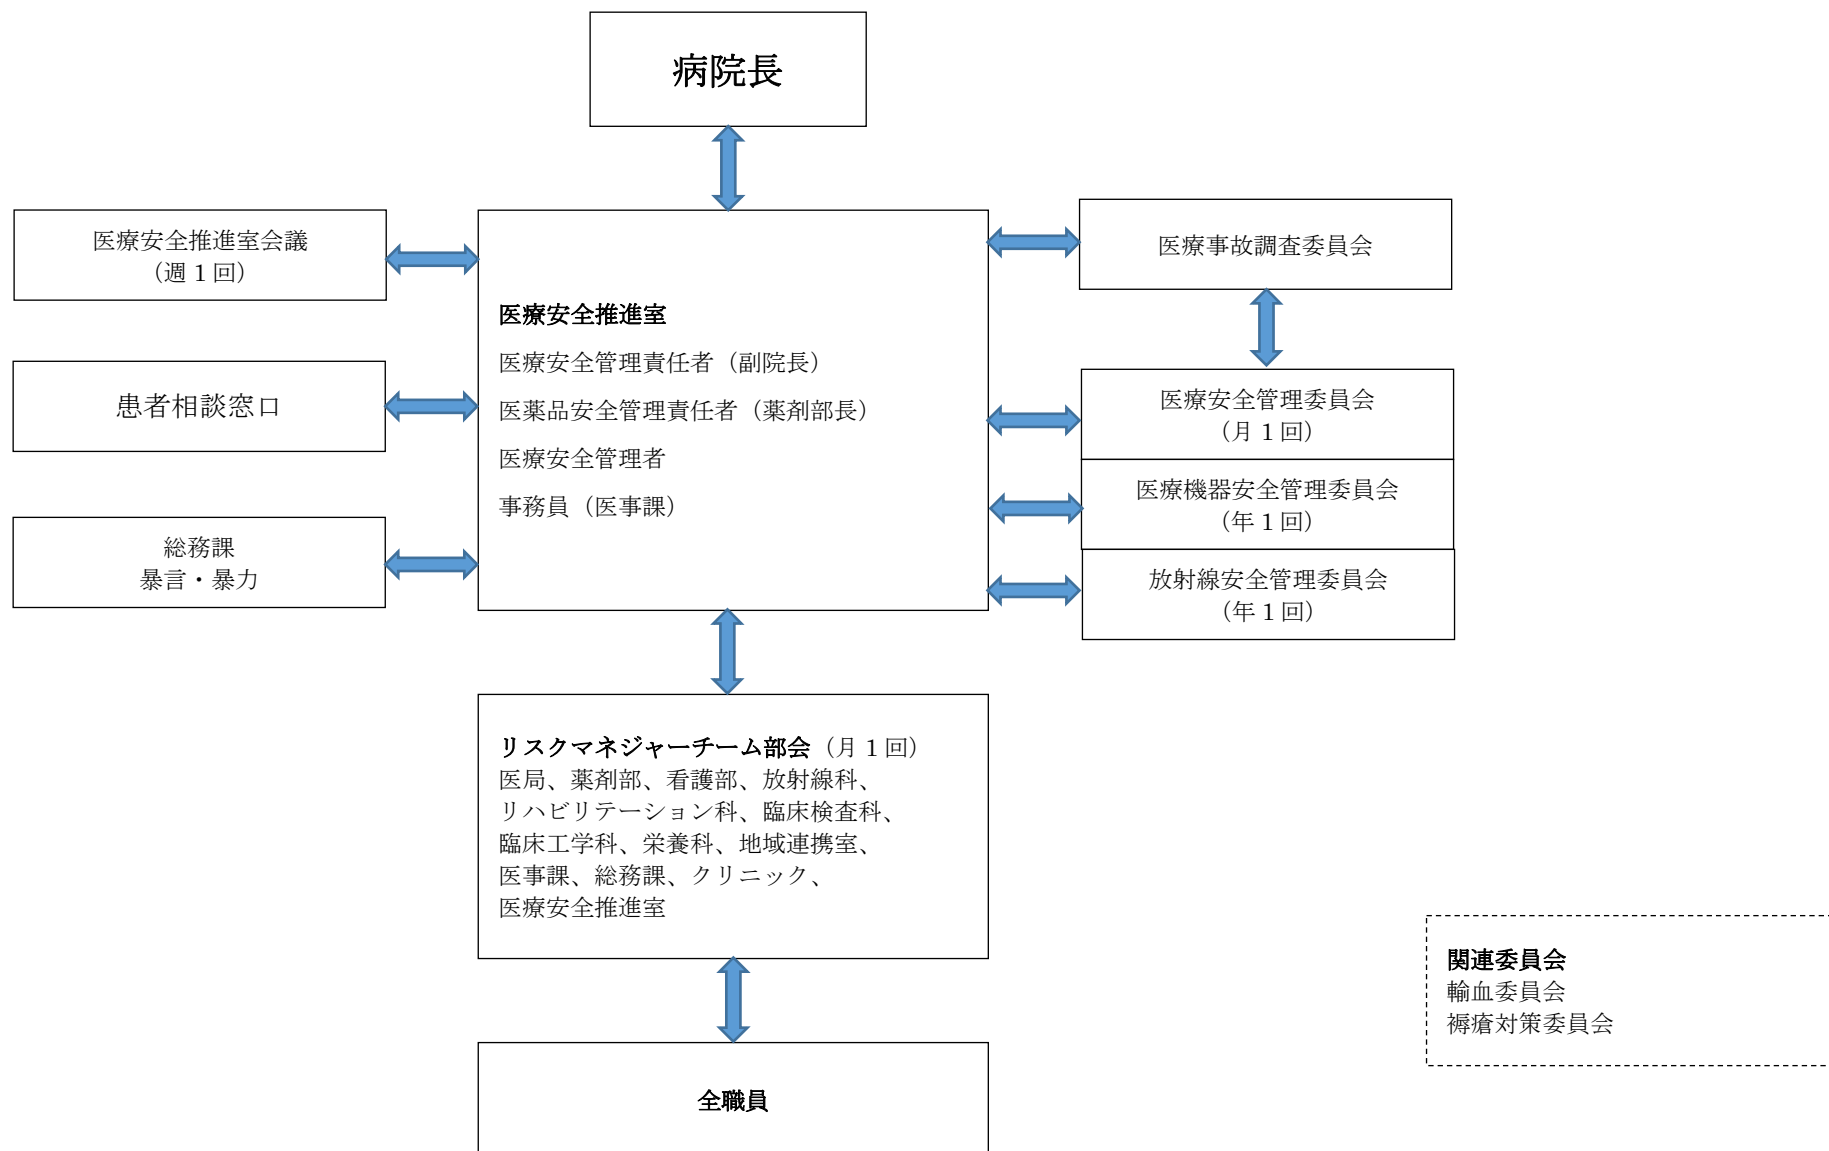 病院長
医療安全推進室会議
（週 1 回）
患者相談窓口
総務課
暴言・暴力
医療安全推進室
医療安全管理責任者（副院長）
医薬品安全管理責任者（薬剤部長）
医療安全管理者
事務員（医事課）
医療事故調査委員会
医療安全管理委員会
（月 1 回）
医療機器安全管理委員会
（年 1 回）
放射線安全管理委員会
（年 1 回）
リスクマネジャーチーム部会（月 1 回）
医局、薬剤部、看護部、放射線科、
リハビリテーション科、臨床検査科、
臨床工学科、栄養科、地域連携室、
医事課、総務課、クリニック、
医療安全推進室
関連委員会
輸血委員会
褥瘡対策委員会
全職員